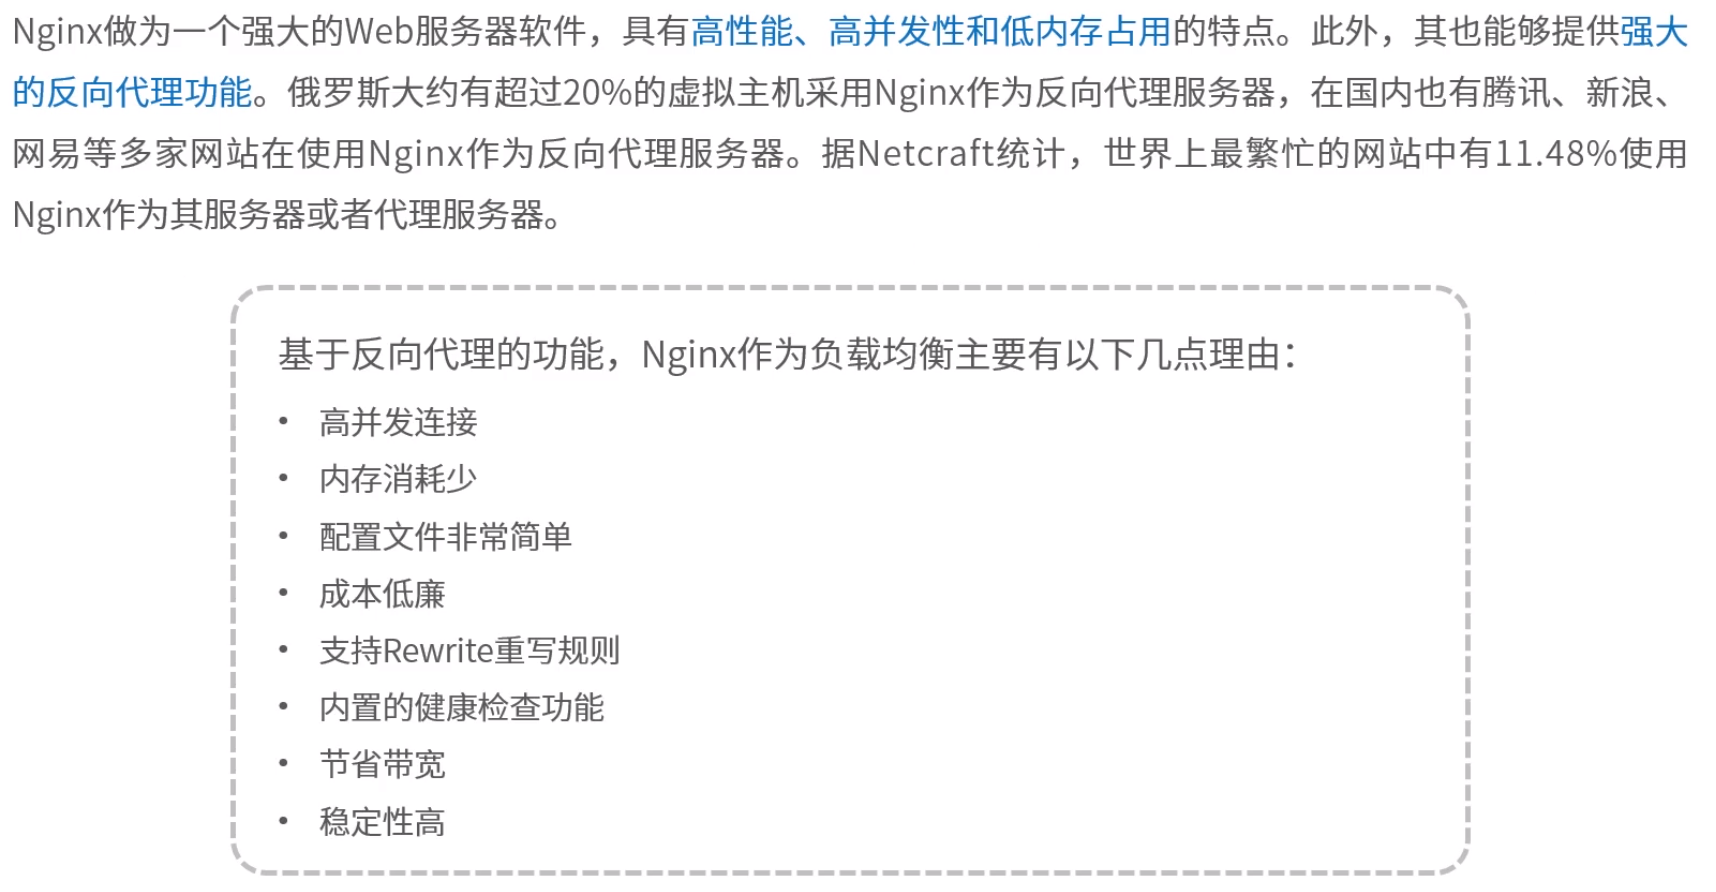 Nginx做为一个强大的Web服务器软件，具有高性能、高并发性和低内存占用的特点。此外，其也能够提供强大
的反向代理功能。俄罗斯大约有超过20%的虚拟主机采用Nginx作为反向代理服务器，在国内也有腾讯、新浪、
网易等多家网站在使用Nginx作为反向代理服务器。据Netcraft统计，世界上最繁忙的网站中有11.48%使用
Nginx作为其服务器或者代理服务器。
基于反向代理的功能，Nginx作为负载均衡主要有以下几点理由：
• 高并发连接
• 内存消耗少
• 配置文件非常简单
• 成本低廉
• 支持Rewrite重写规则
• 内置的健康检查功能
• 节省带宽
• 稳定性高